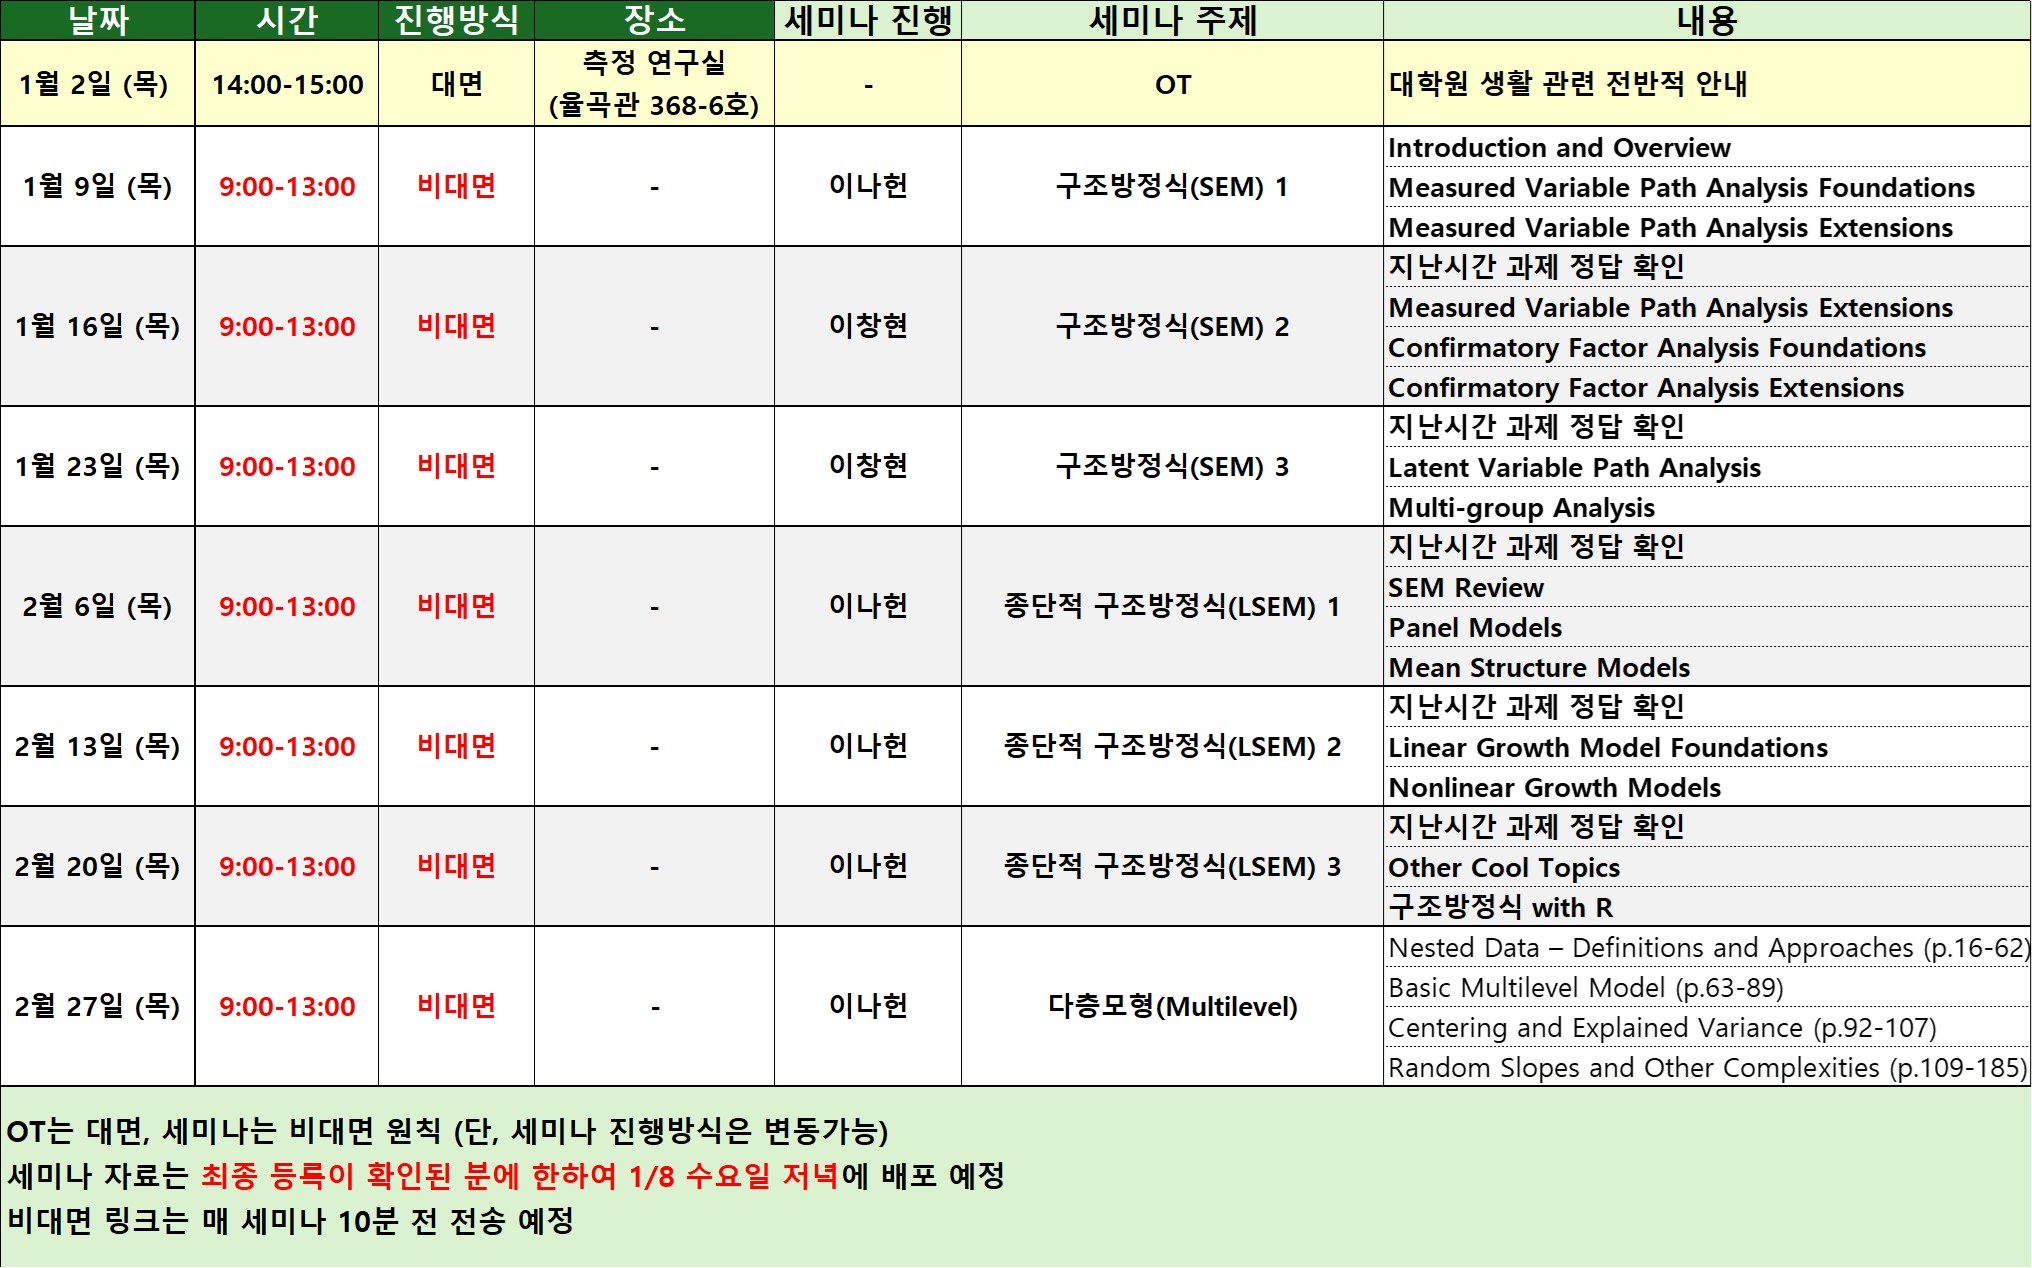 날짜 시간 진행방식 장소 세미나 진행 세미나 주제 내용
1월 2일 (목) 14:00-15:00 대면 측정 연구실 - OT 대학원 생활 관련 전반적 안내
(율곡관 368-6호)
1월 9일 (목) 9:00-13:00 비대면 - 이나헌 구조방정식(SEM) 1
Introduction and Overview
Measured Variable Path Analysis Foundations
Measured Variable Path Analysis Extensions
1월 16일 (목) 9:00-13:00 비대면 - 이창현 구조방정식(SEM) 2
지난시간 과제 정답 확인
Measured Variable Path Analysis Extensions
Confirmatory Factor Analysis Foundations
Confirmatory Factor Analysis Extensions
1월 23일 (목) 9:00-13:00 비대면 - 이창현 구조방정식(SEM) 3
지난시간 과제 정답 확인
Latent Variable Path Analysis
Multi-group Analysis
2월 6일 (목) 9:00-13:00 비대면 - 이나헌 종단적 구조방정식(LSEM) 1
지난시간 과제 정답 확인
SEM Review
Panel Models
Mean Structure Models
2월 13일 (목) 9:00-13:00 비대면 - 이나헌 종단적 구조방정식(LSEM) 2
지난시간 과제 정답 확인
Linear Growth Model Foundations
Nonlinear Growth Models
2월 20일 (목) 9:00-13:00 비대면 - 이나헌 종단적 구조방정식(LSEM) 3
지난시간 과제 정답 확인
Other Cool Topics
구조방정식 with R
2월 27일 (목) 9:00-13:00 비대면 - 이나헌 다층모형(Multilevel)
Nested Data – Definitions and Approaches (p.16-62)
Basic Multilevel Model (p.63-89)
Centering and Explained Variance (p.92-107)
Random Slopes and Other Complexities (p.109-185)
OT는 대면, 세미나는 비대면 원칙 (단, 세미나 진행방식은 변동가능)
세미나 자료는 최종 등록이 확인된 분에 한하여 1/8 수요일 저녁에 배포 예정
비대면 링크는 매 세미나 10분 전 전송 예정